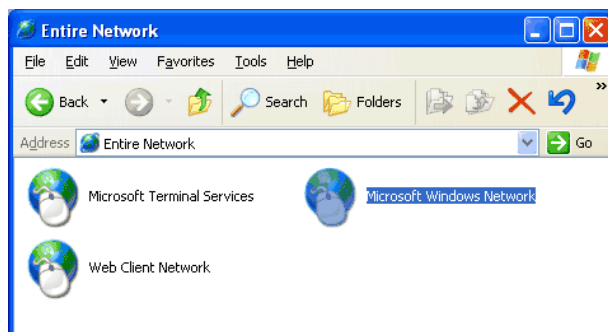 Entire Network
File Edit View Favorites Tools Help
Back Search Folders »
Address Entire Network Go
Microsoft Terminal Services Microsoft Windows Network
Web Client Network